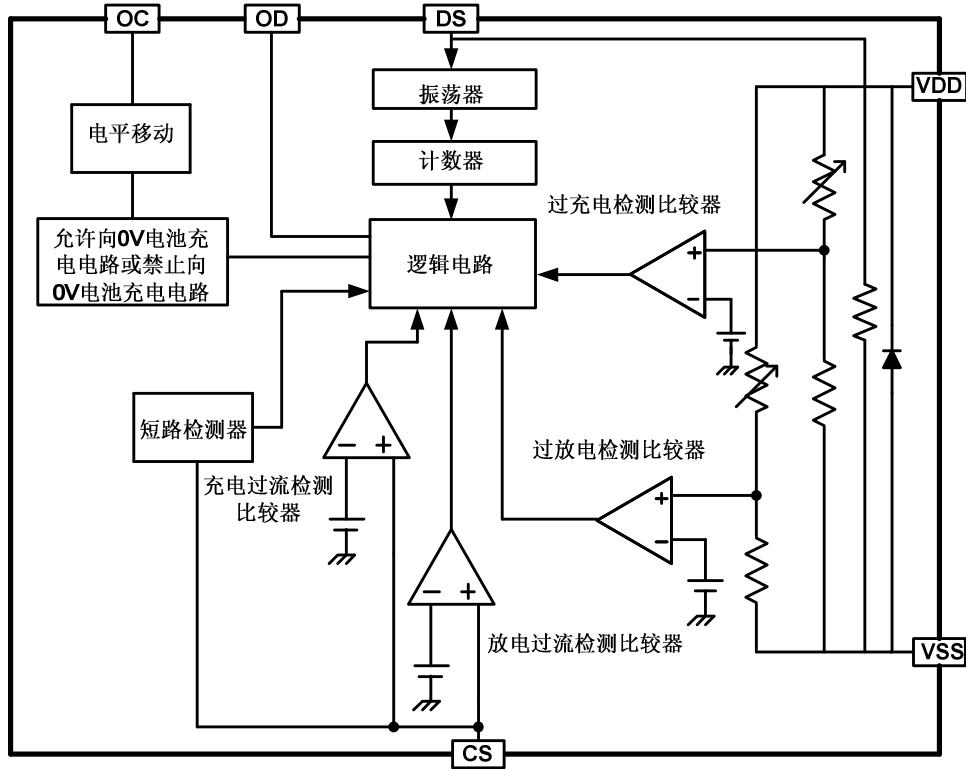 OC
OD
DS
VDD
振荡器
电平移动
计数器
过充电检测比较器
允许向0V电池充
电电路或禁止向
0V电池充电电路
逻辑电路
+
−
短路检测器
− +
过放电检测比较器
充电过流检测
比较器
+
−
− +
放电过流检测比较器
VSS
CS